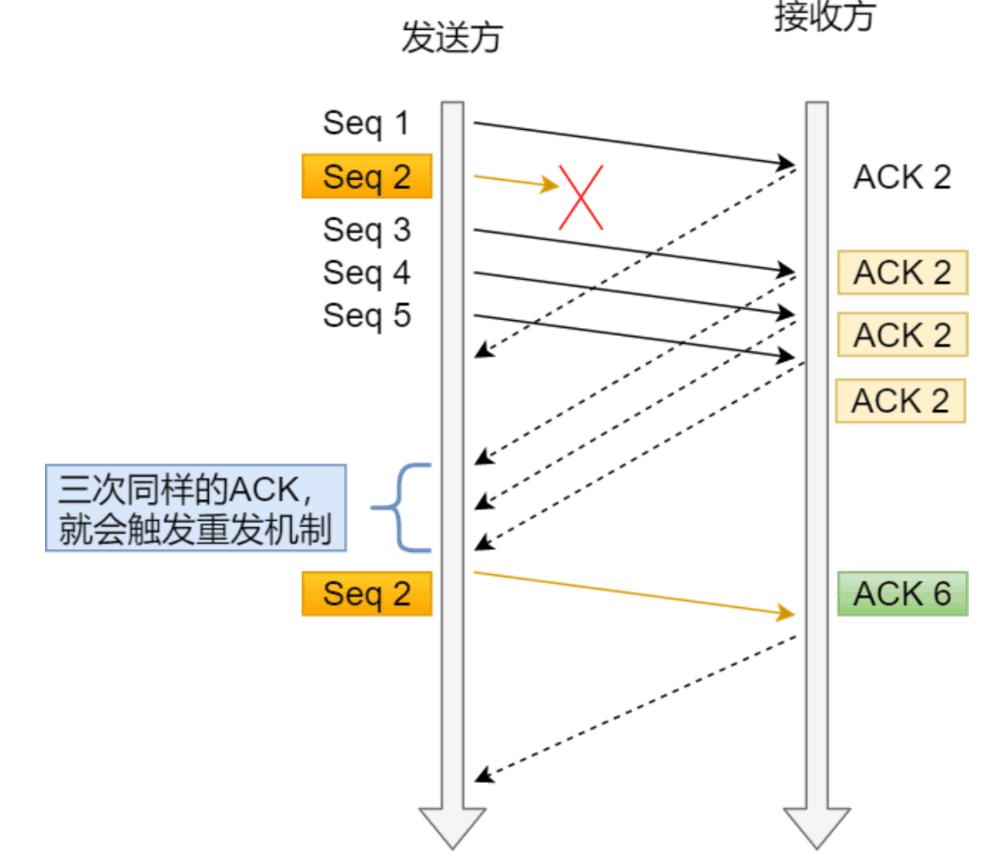 发送方
接收方
Seq 1
Seq 2
ACK 2
Seq 3
Seq 4
ACK 2
Seq 5
ACK 2
ACK 2
三次同样的ACK，
就会触发重发机制
Seq 2
ACK 6